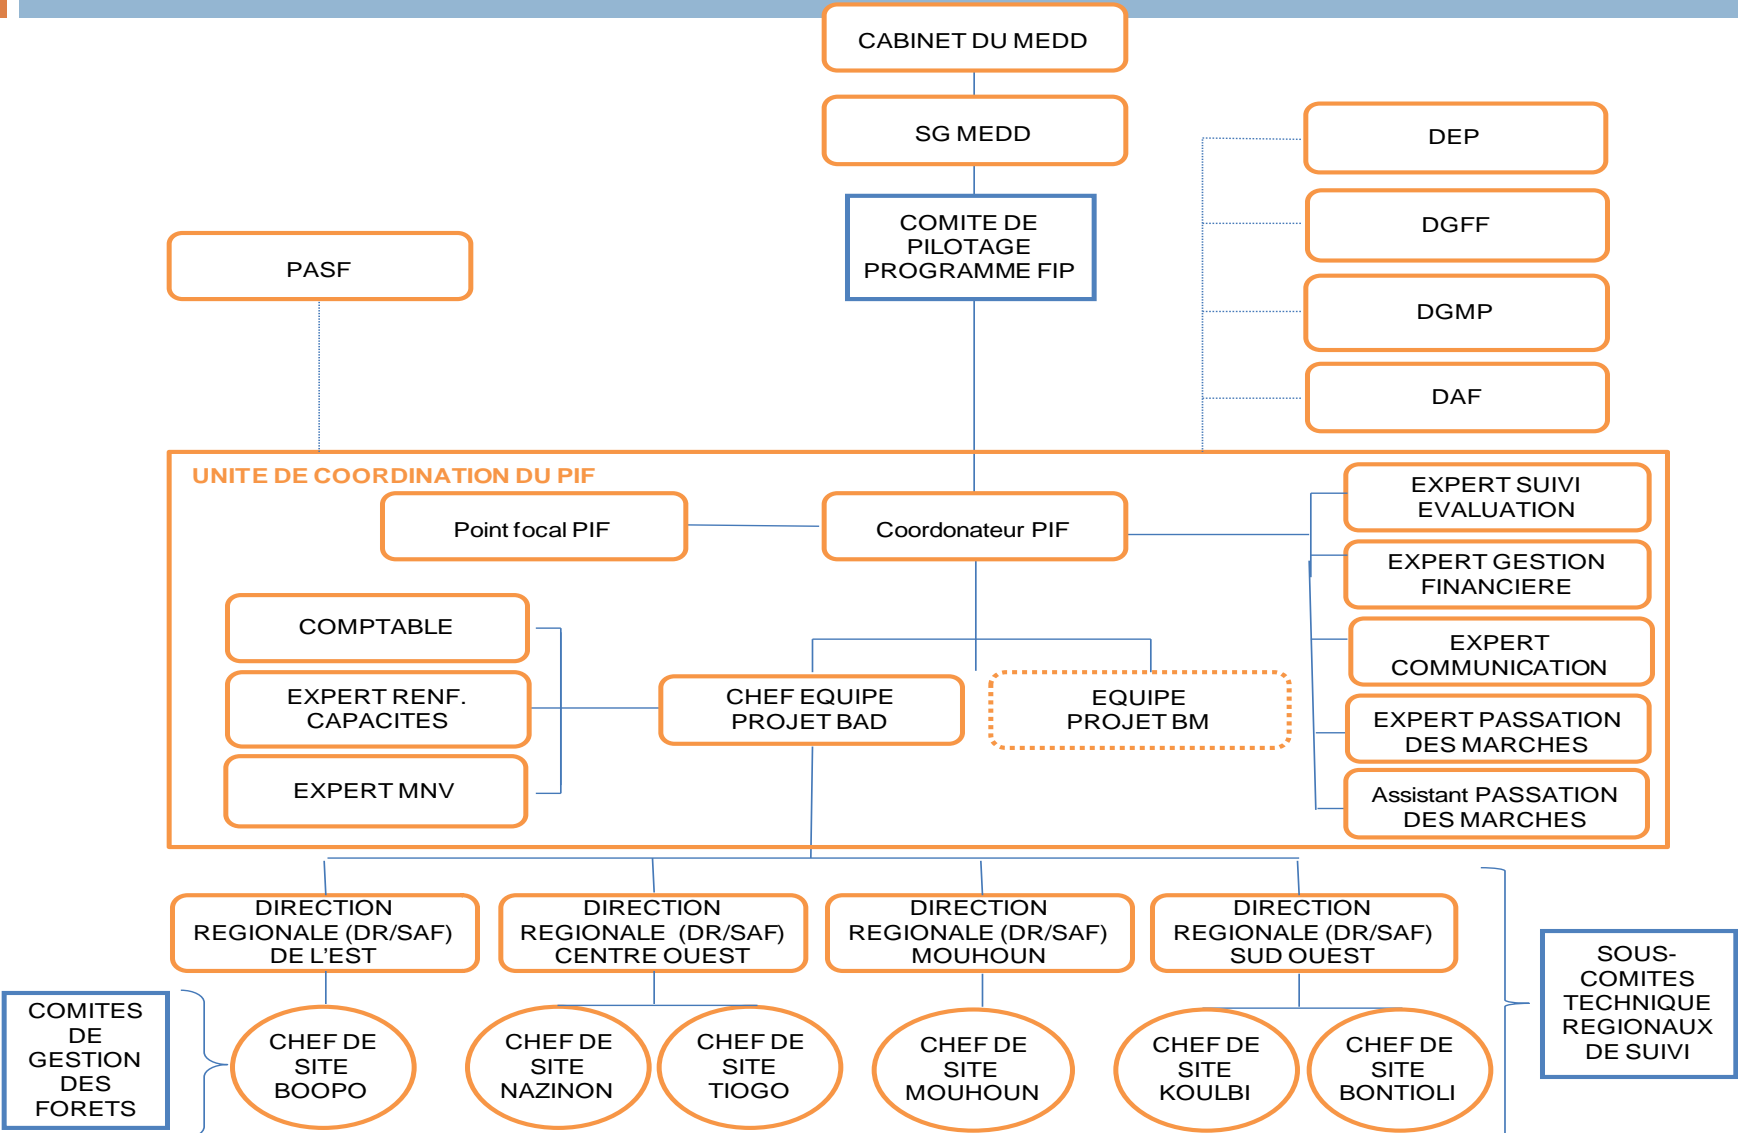 CABINET DU MEDD
SG MEDD
COMITE DE
PILOTAGE
PROGRAMME FIP
PASF
DEP
DGFF
DGMP
DAF
UNITE DE COORDINATION DU PIF
Point focal PIF
Coordonateur PIF
EXPERT SUIVI
EVALUATION
EXPERT GESTION
FINANCIERE
EXPERT
COMMUNICATION
EXPERT PASSATION
DES MARCHES
Assistant PASSATION
DES MARCHES
COMPTABLE
EXPERT RENF.
CAPACITES
EXPERT MNV
CHEF EQUIPE
PROJET BAD
EQUIPE
PROJET BM
DIRECTION
REGIONALE (DR/SAF)
DE L'EST
DIRECTION
REGIONALE (DR/SAF)
CENTRE OUEST
DIRECTION
REGIONALE (DR/SAF)
MOUHOUN
DIRECTION
REGIONALE (DR/SAF)
SUD OUEST
COMITES
DE
GESTION
DES
FORETS
CHEF DE
SITE
BOOPO
CHEF DE
SITE
NAZINON
CHEF DE
SITE
TIOGO
CHEF DE
SITE
MOUHOUN
CHEF DE
SITE
KOULBI
CHEF DE
SITE
BONTIOLI
SOUS-
COMITES
TECHNIQUE
REGIONAUX
DE SUIVI